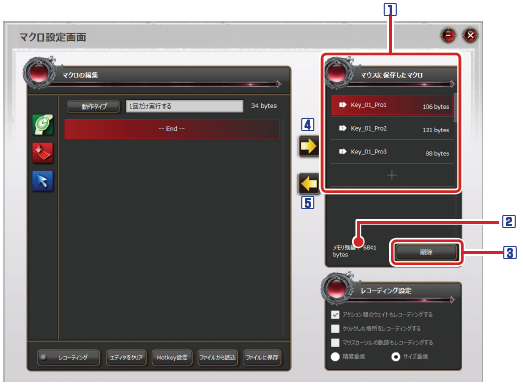 1
マクロ設定画面
マクロの編集
マウスに保存したマクロ
動作タイプ
1回だけ実行する
34 bytes
-- End --
Key_01_Pro1
106 bytes
Key_01_Pro2
131 bytes
Key_01_Pro3
98 bytes
4
5
2
メモリ残量: 5841 bytes
削除
3
レコーディング設定
アクション間のウェイトもレコーディングする
クリックした場所をレコーディングする
マウスカーソルの軌跡もレコーディングする
精度重視
サイズ重視
レコーディング
エディタをクリア
Hotkey設定
ファイルから読込
ファイルに保存